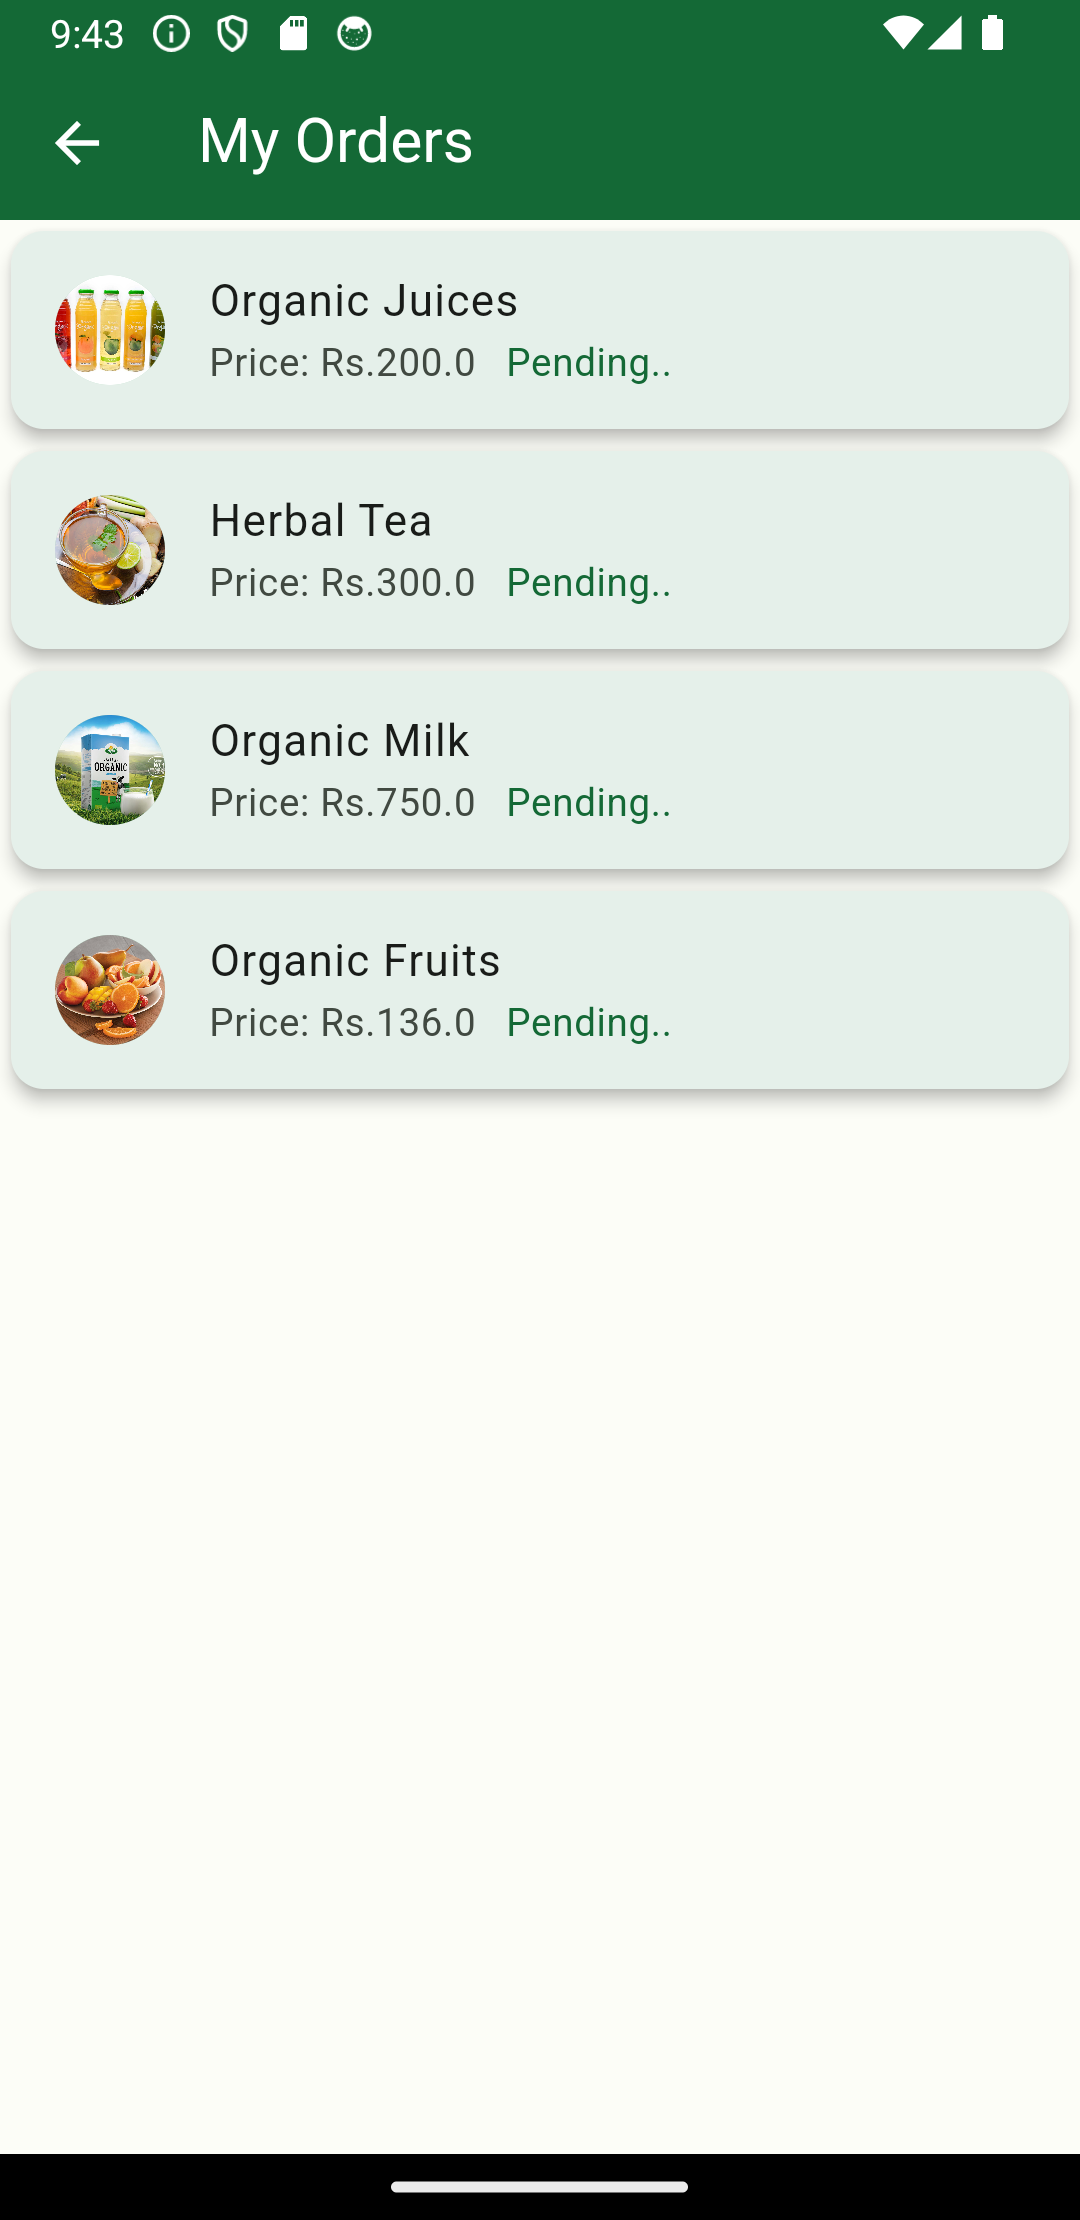 9:43
My Orders
Organic Juices
Price: Rs.200.0 Pending..
Herbal Tea
Price: Rs.300.0 Pending..
ORGANIC
Organic Milk
Price: Rs.750.0 Pending..
Organic Fruits
Price: Rs.136.0 Pending..